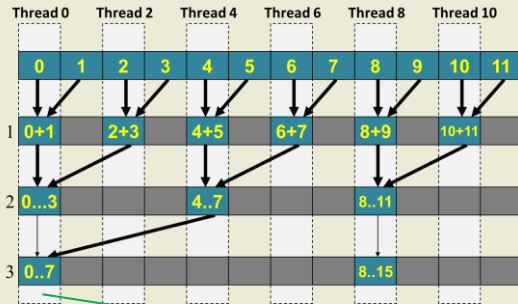 Thread 0 Thread 2 Thread 4 Thread 6 Thread 8 Thread 10
0 1 2 3 4 5 6 7 8 9 10 11
1 0+1 2+3 4+5 6+7 8+9 10+11
2 0...3 4..7 8..11
3 0..7 8..15